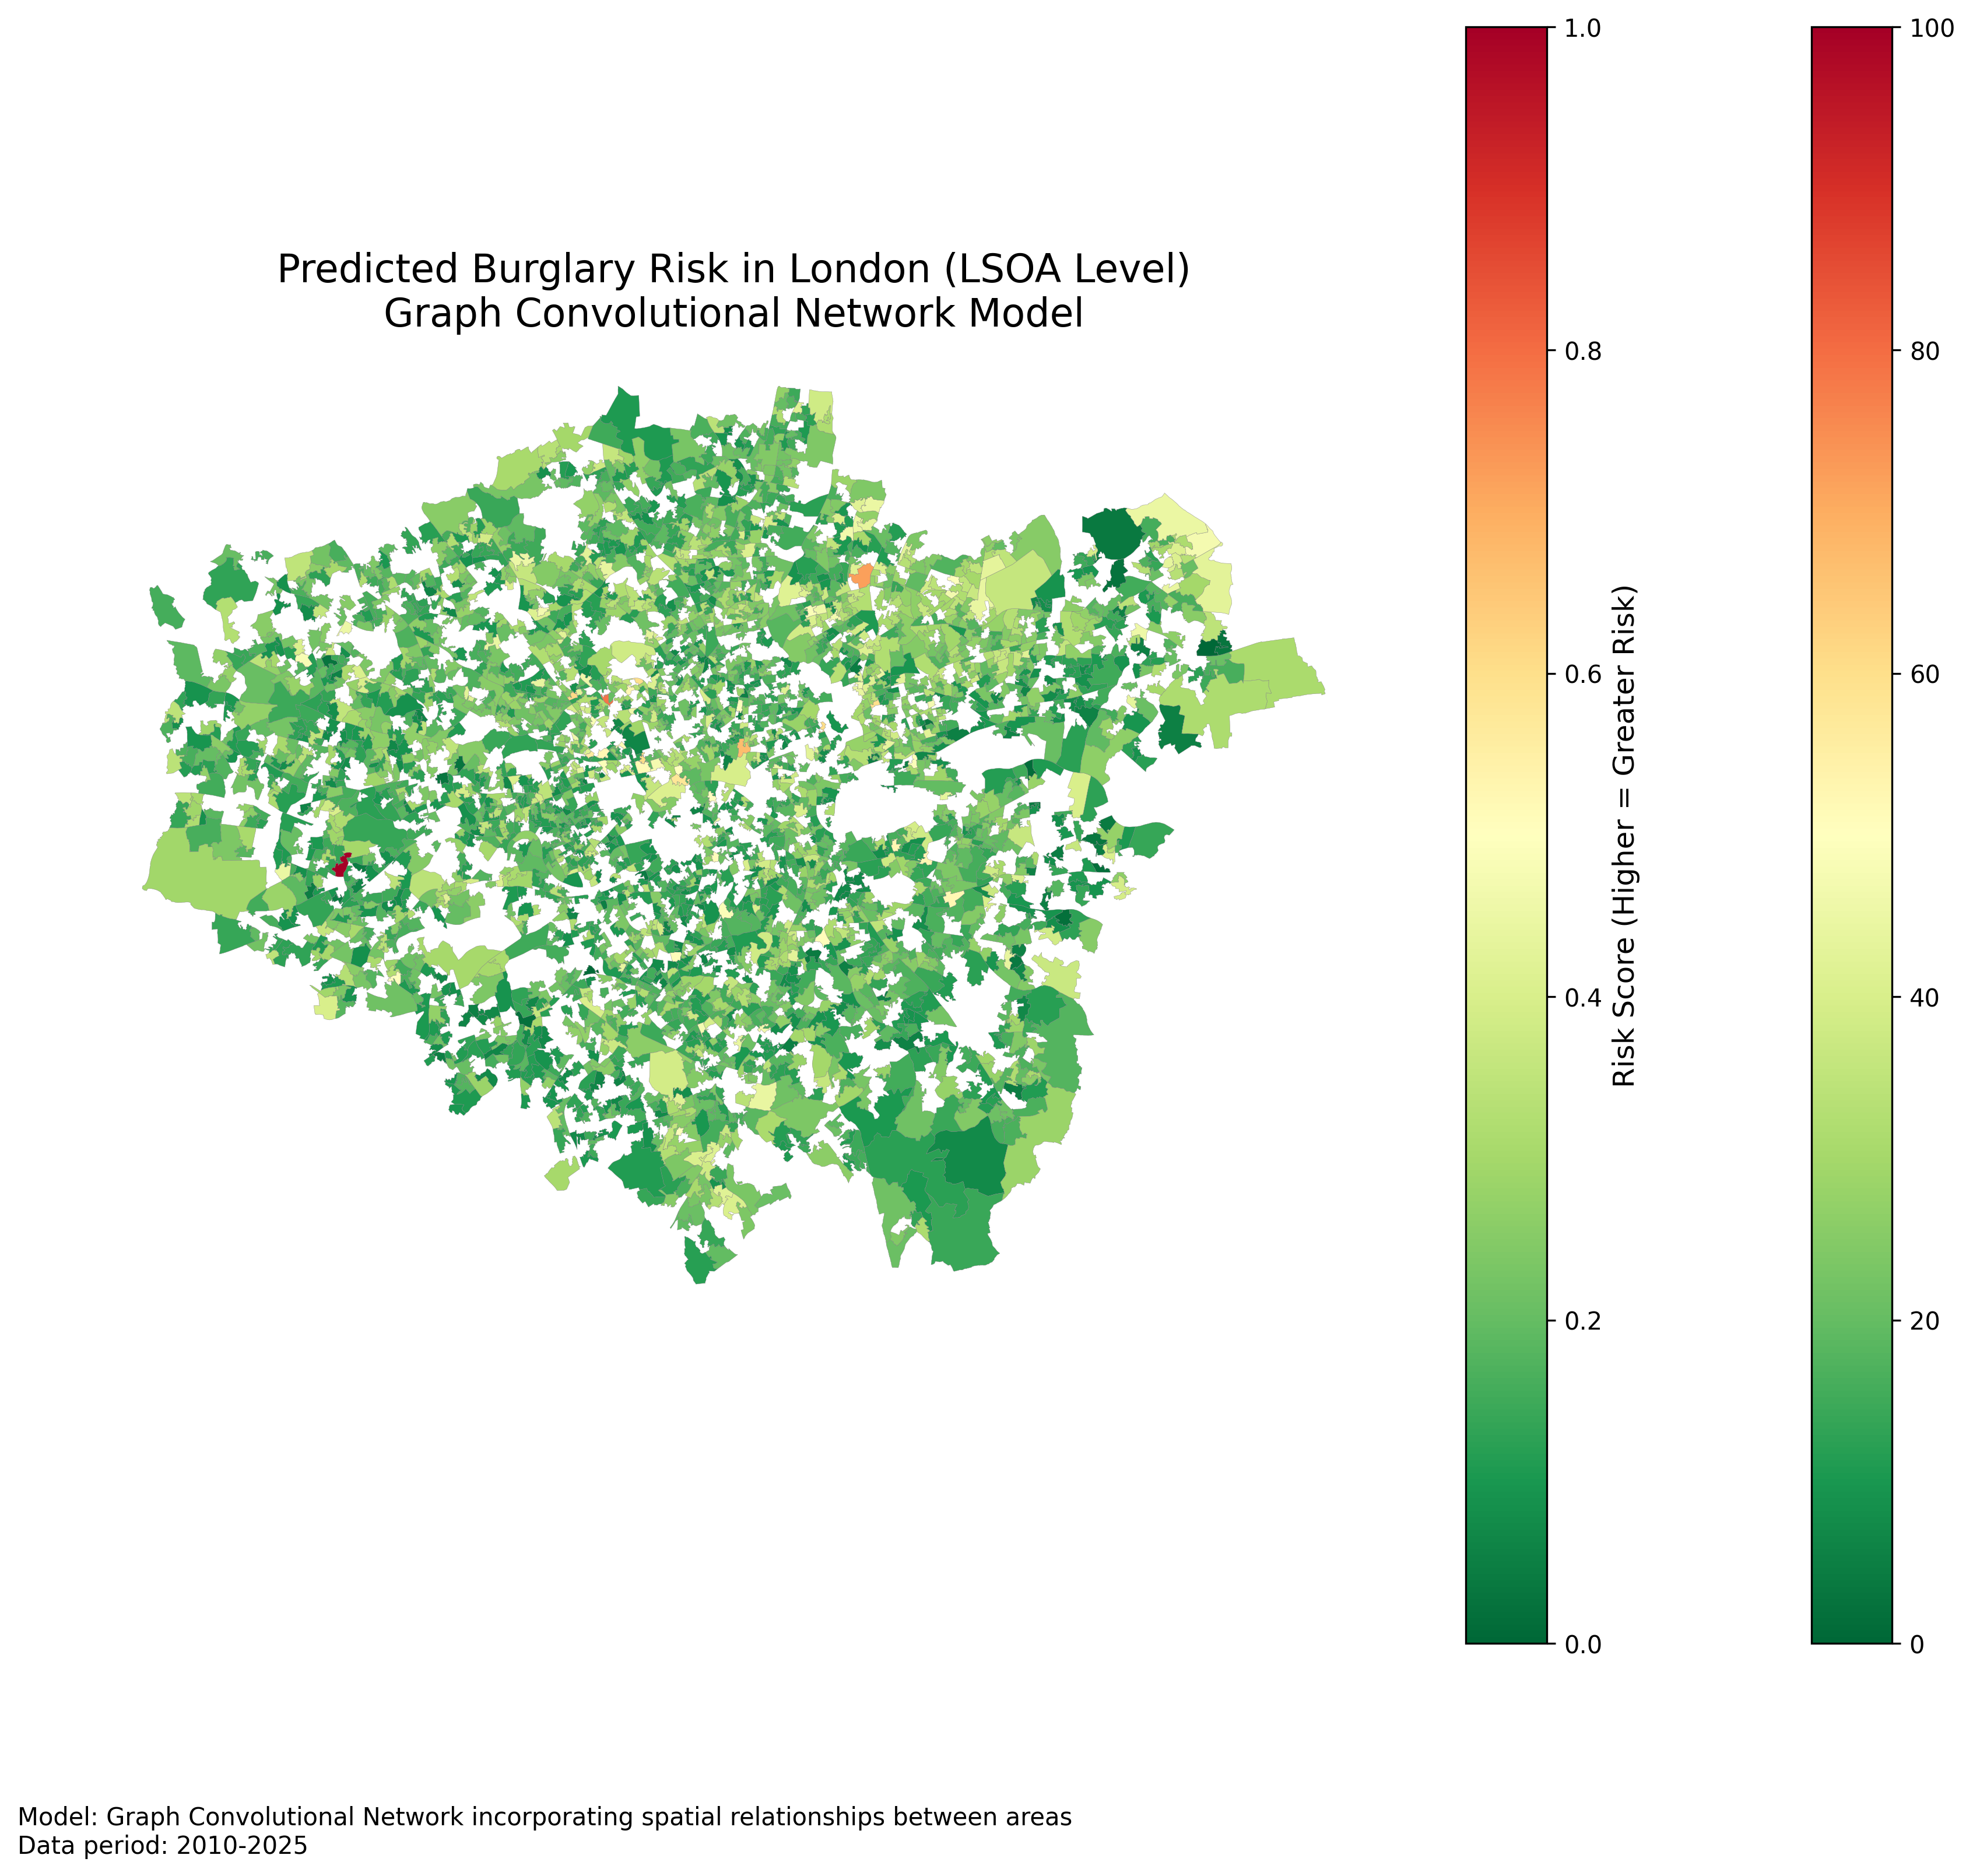 Predicted Burglary Risk in London (LSOA Level)
Graph Convolutional Network Model
1.0
0.8
0.6
0.4
0.2
0.0
Risk Score (Higher = Greater Risk)
100
80
60
40
20
0
Model: Graph Convolutional Network incorporating spatial relationships between areas
Data period: 2010-2025